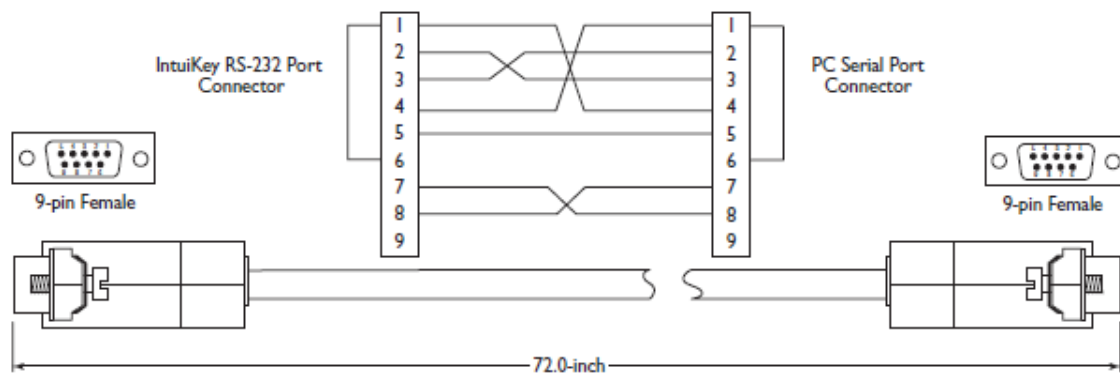 IntuiKey RS-232 Port
Connector
1
2
3
4
5
6
7
8
9
1
2
3
4
5
6
7
8
9
PC Serial Port
Connector
9-pin Female
9-pin Female
72.0-inch